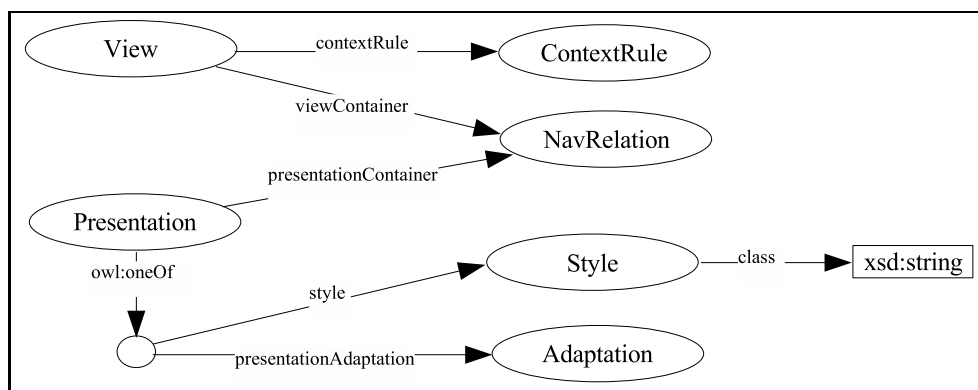 View
contextRule
ContextRule
viewContainer
NavRelation
presentationContainer
Presentation
owl:oneOf
style
Style
class
xsd:string
presentationAdaptation
Adaptation